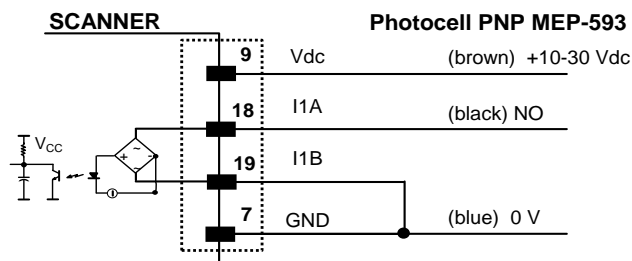 SCANNER Photocell PNP MEP-593
9 Vdc (brown) +10-30 Vdc
18 I1A (black) NO
VCC + ~ ~ -
19 I1B
7 GND (blue) 0 V